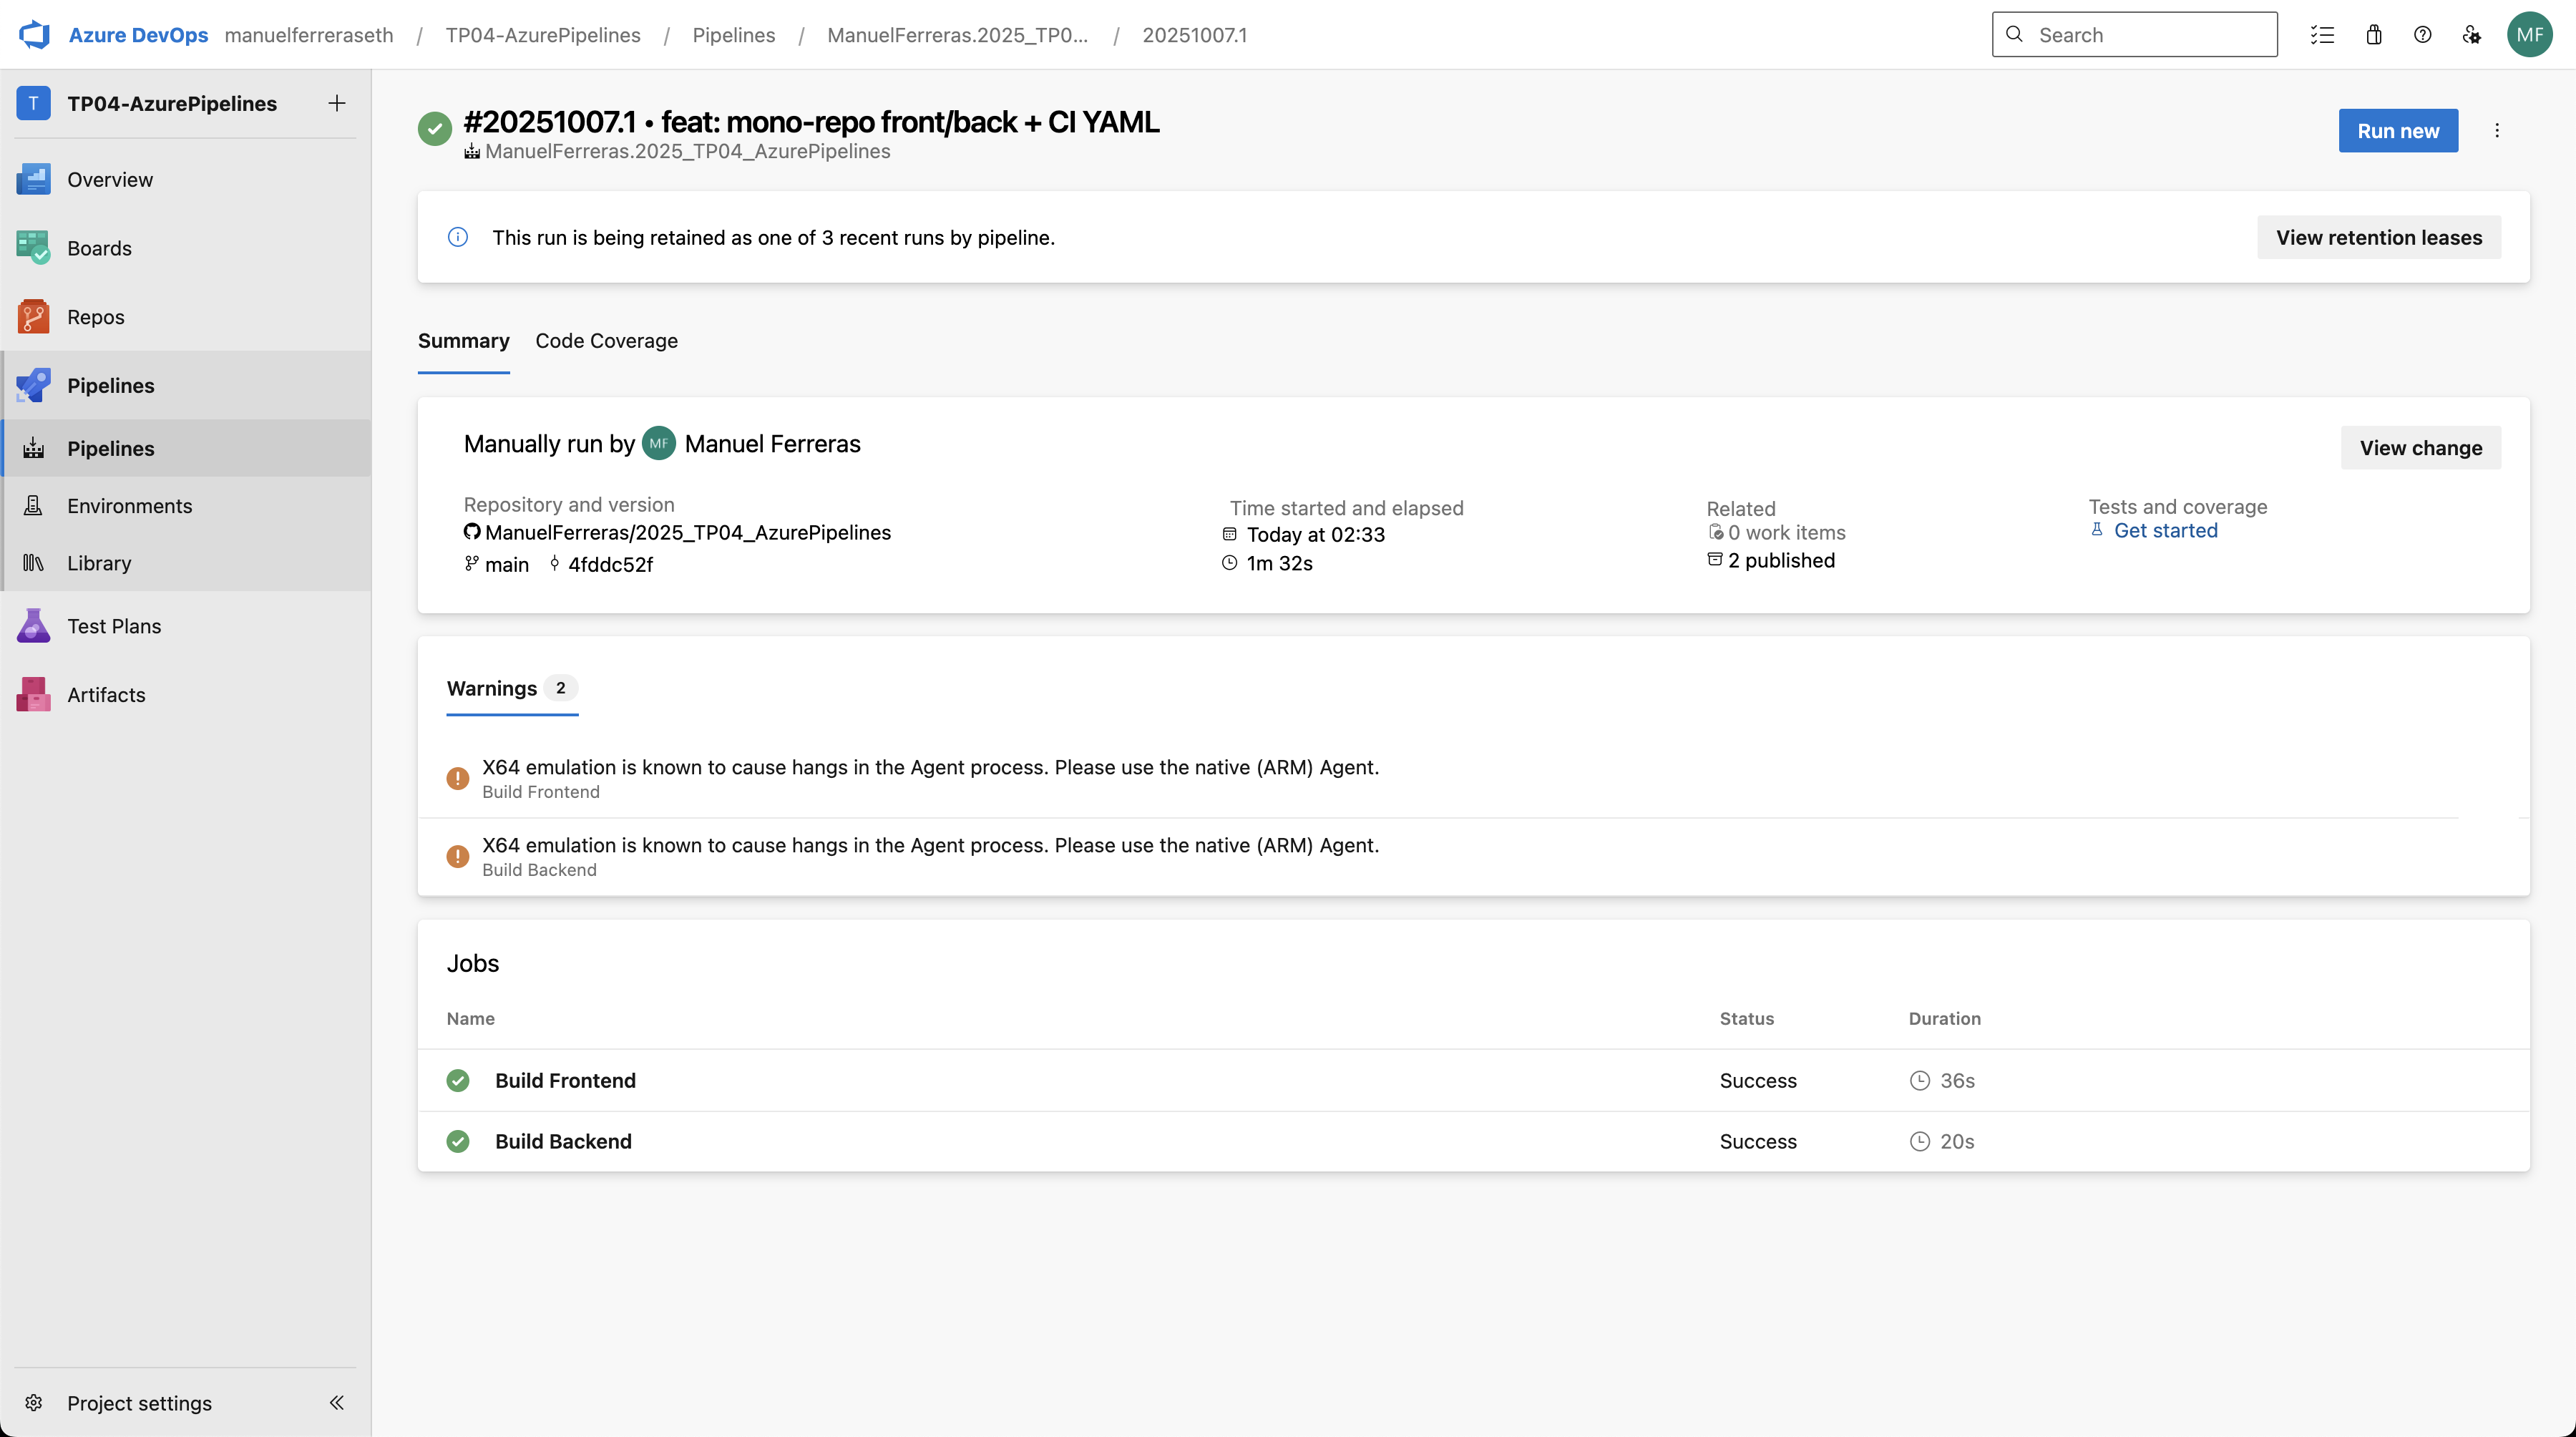 Azure DevOps manuelferreraseth / TP04-AzurePipelines / Pipelines / ManuelFerreras.2025_TP0... / 20251007.1
Search
MF
T TP04-AzurePipelines
Overview
Boards
Repos
Pipelines
Pipelines
Environments
Library
Test Plans
Artifacts
Project settings
#20251007.1 • feat: mono-repo front/back + CI YAML
ManuelFerreras.2025_TP04_AzurePipelines
Run new
This run is being retained as one of 3 recent runs by pipeline.
View retention leases
Summary Code Coverage
Manually run by MF Manuel Ferreras
View change
Repository and version
ManuelFerreras/2025_TP04_AzurePipelines
main 4fddc52f
Time started and elapsed
Today at 02:33
1m 32s
Related
0 work items
2 published
Tests and coverage
Get started
Warnings 2
X64 emulation is known to cause hangs in the Agent process. Please use the native (ARM) Agent.
Build Frontend
X64 emulation is known to cause hangs in the Agent process. Please use the native (ARM) Agent.
Build Backend
Jobs
Name Status Duration
Build Frontend Success 36s
Build Backend Success 20s